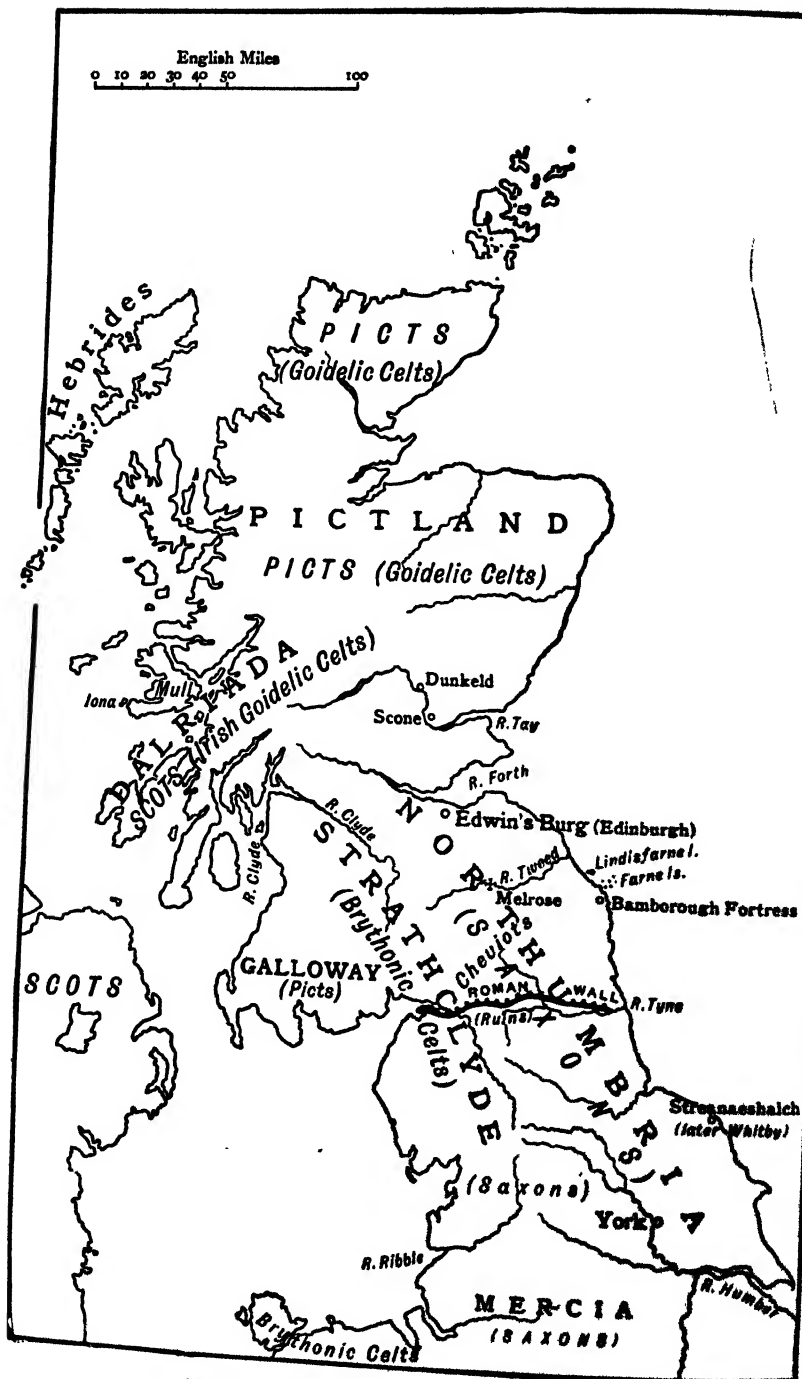 English Miles
0 10 20 30 40 50 100
Hebrides
PICTS
(Goidelic Celts)
PICTLAND
PICTS (Goidelic Celts)
DALRIADA
SCOTS (Irish Goidelic Celts)
Mull
Iona
Dunkeld
Scone
R. Tay
R. Forth
R. Clyde
R. Clyde
NORTHUMBRIA
(SAXONS)
Edwin's Burg (Edinburgh)
Lindisfarne I.
Farne Is.
R. Tweed
Melrose
Bamborough Fortress
STRATHCLYDE
(Brythonic Celts)
Cheviots
GALLOWAY
(Picts)
SCOTS
ROMAN WALL
(Ruins)
R. Tyne
Streanaeshalch
(later Whitby)
(Saxons)
York
R. Ribble
R. Humber
MERCIA
(SAXONS)
Brythonic Celts